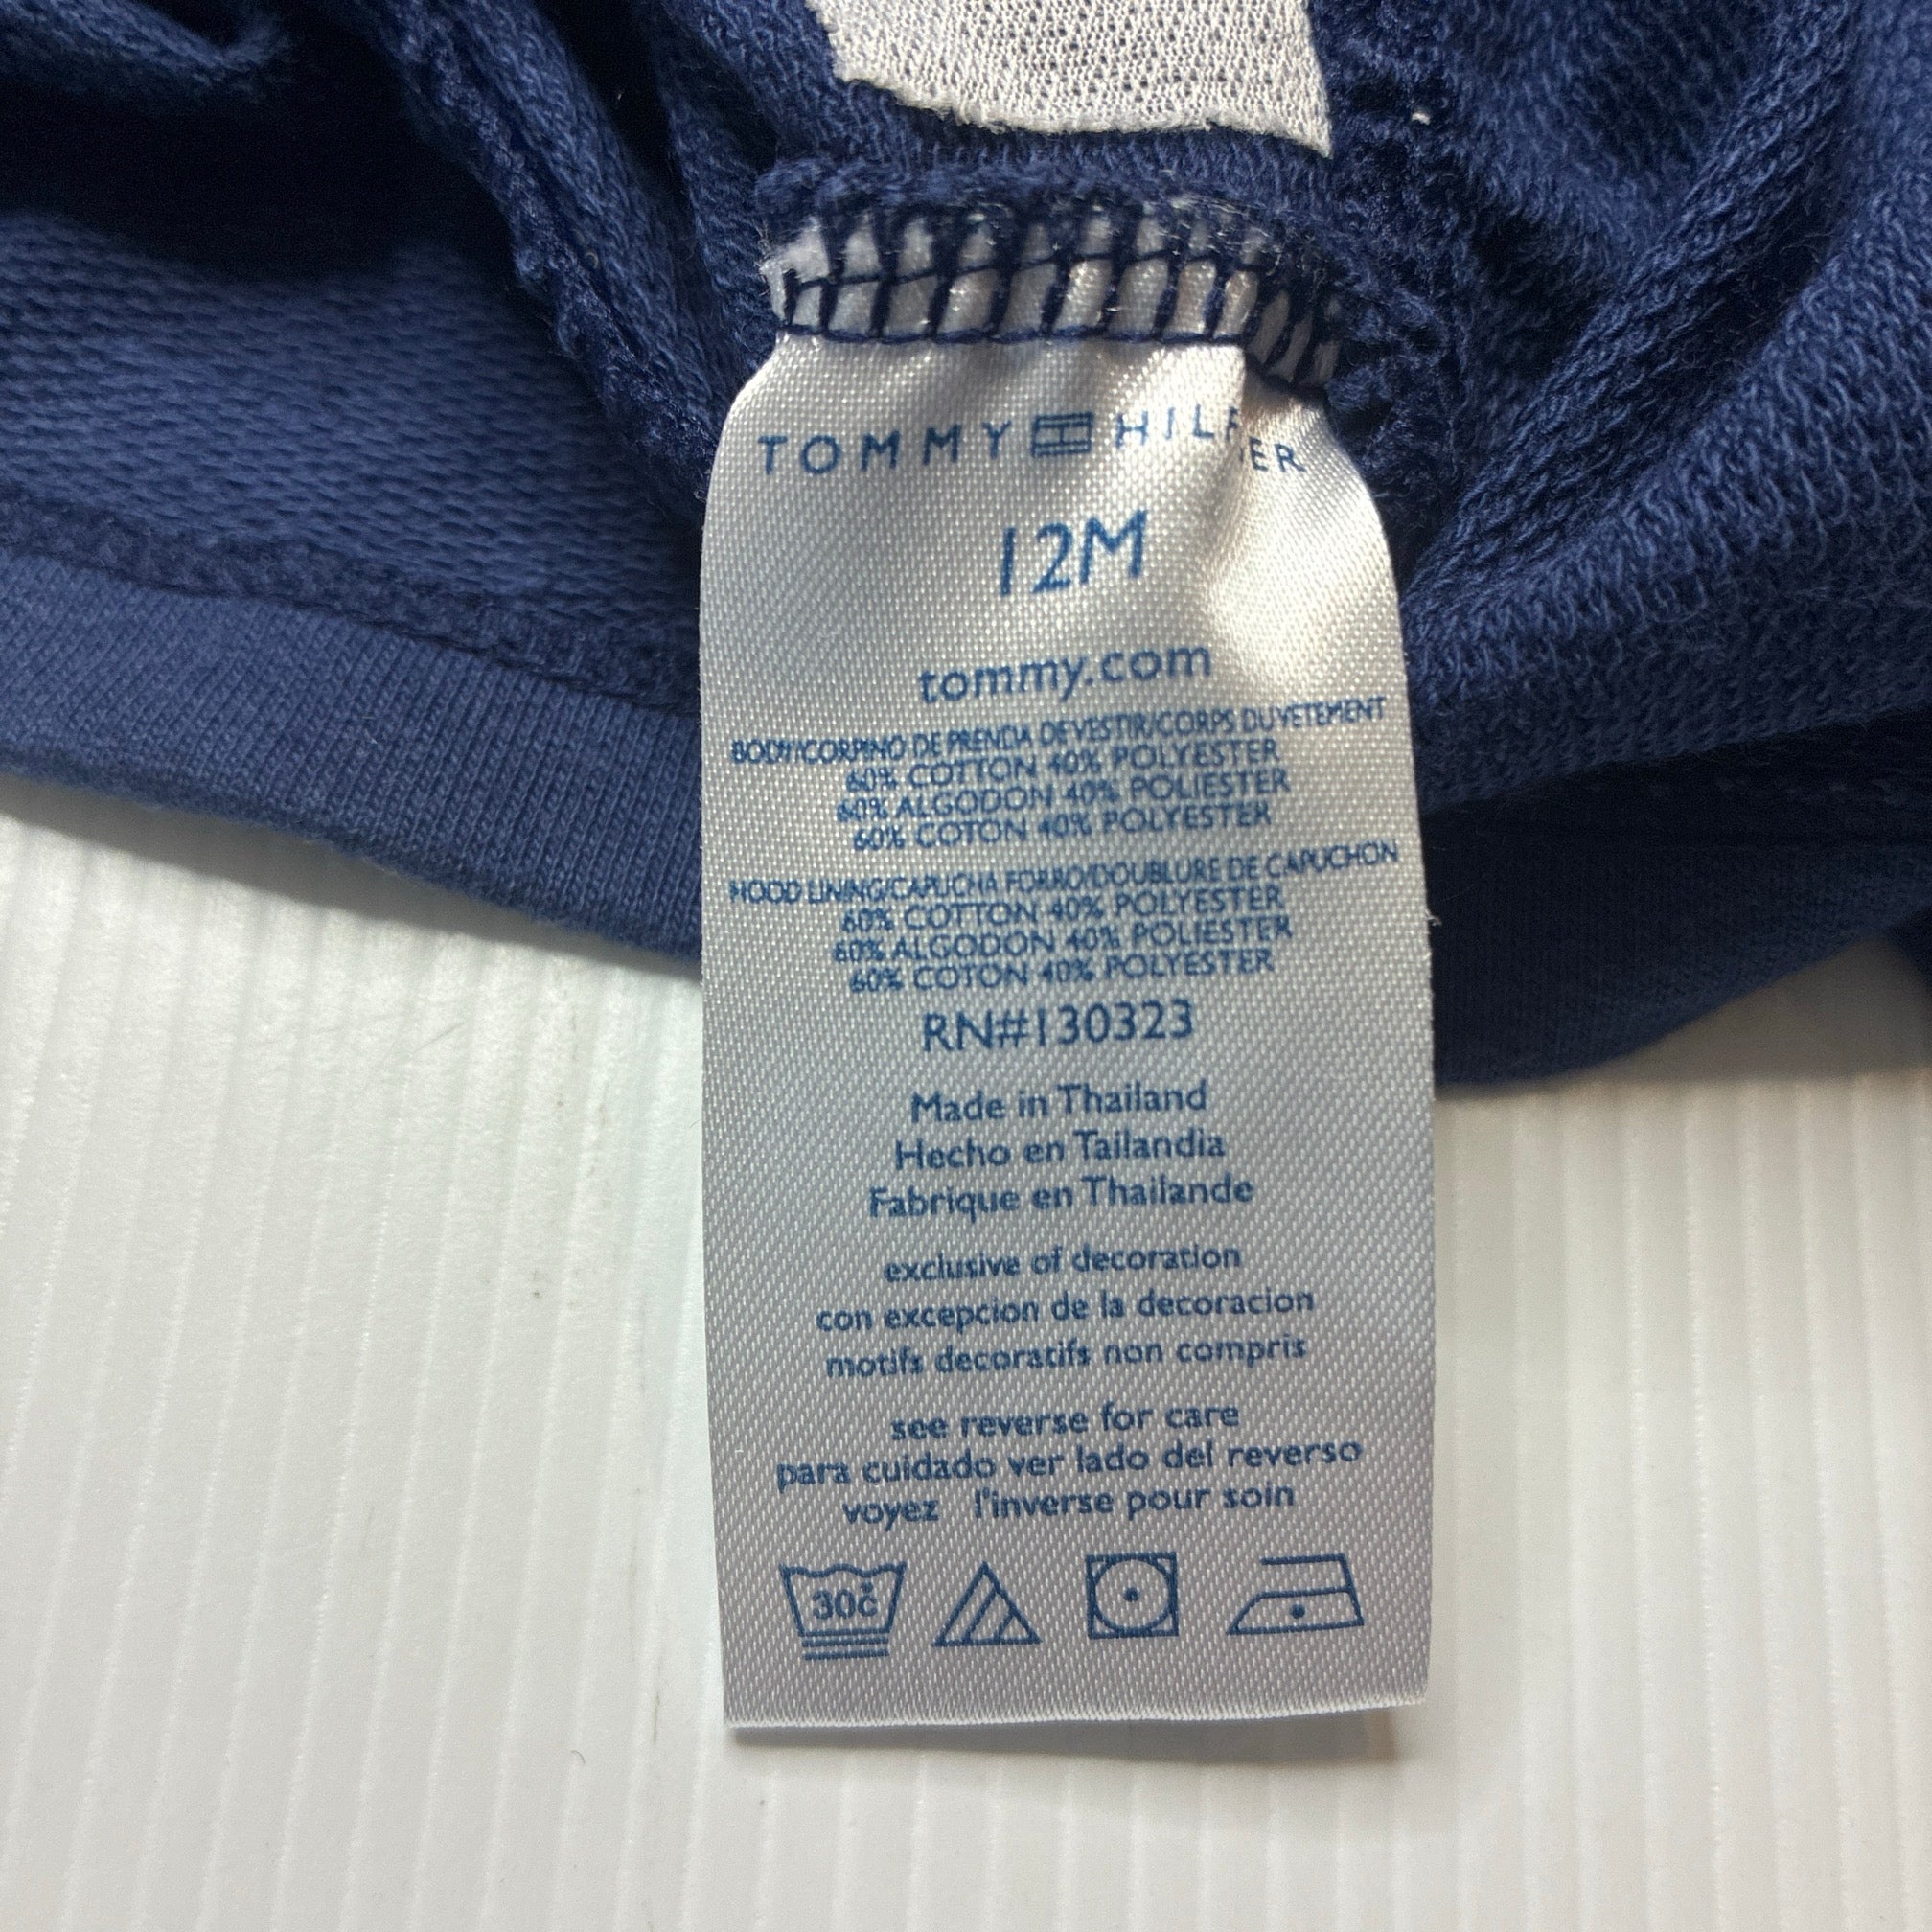 TOMMY HILFIGER
12M
tommy.com
BODY/CORPINO DE PRENDA DEVESTIR/CORPS DU VETEMENT
60% COTTON 40% POLYESTER
60% ALGODON 40% POLIESTER
60% COTON 40% POLYESTER
HOOD LINING/CAPUCHA FORRO/DOUBLURE DE CAPUCHON
60% COTTON 40% POLYESTER
60% ALGODON 40% POLIESTER
60% COTON 40% POLYESTER
RN#130323
Made in Thailand
Hecho en Tailandia
Fabrique en Thailande
exclusive of decoration
con excepcion de la decoracion
motifs decoratifs non compris
see reverse for care
para cuidado ver lado del reverso
voyez l'inverse pour soin
30c